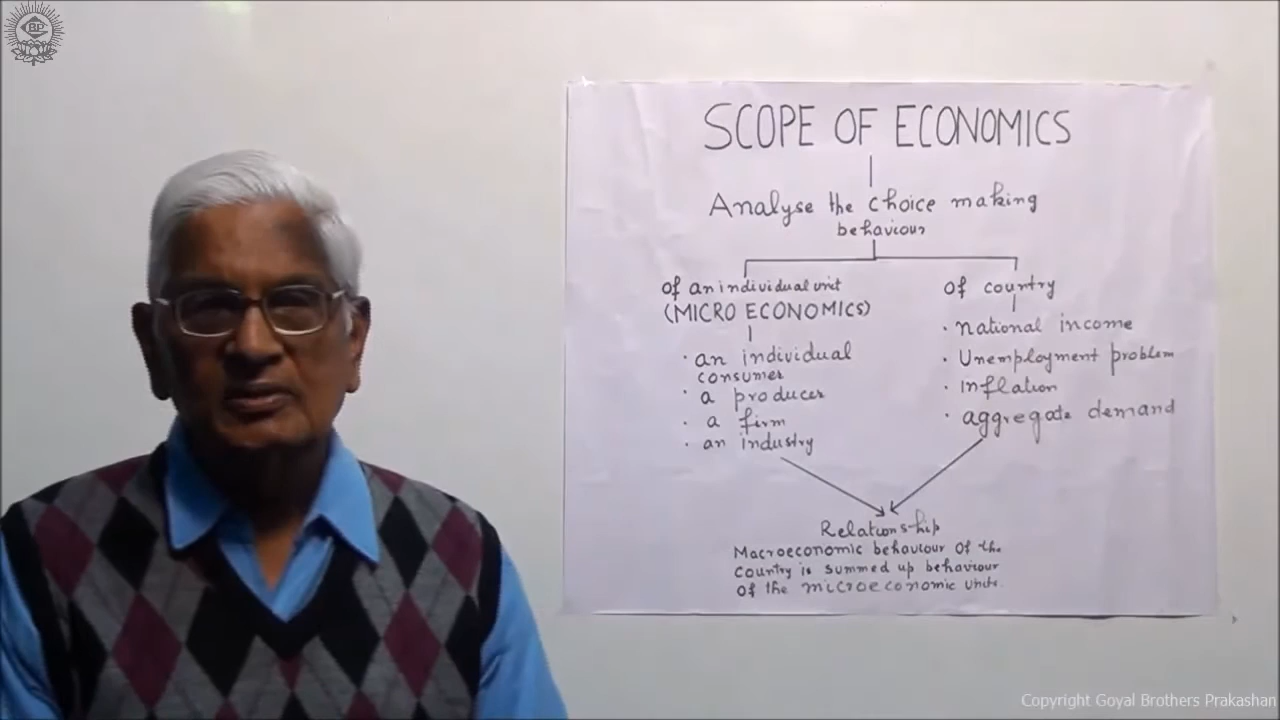 BP
SCOPE OF ECONOMICS
Analyse the choice making
behaviour
of an individual unit
(MICRO ECONOMICS)
· an individual
consumer
· a producer
· a firm
· an industry
of country
· national income
· Unemployment problem
· Inflation
· aggregate demand
Relationship
Macroeconomic behaviour of the
country is summed up behaviour
of the microeconomic units.
Copyright Goyal Brothers Prakashan